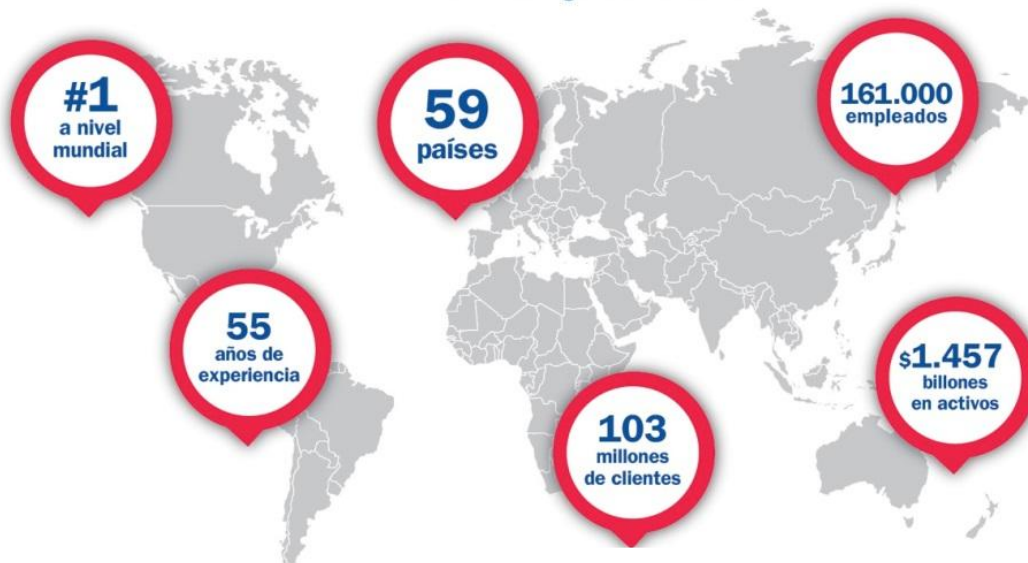 #1
a nivel
mundial
59
países
161.000
empleados
55
años de
experiencia
103
millones
de clientes
$1.457
billones
en activos